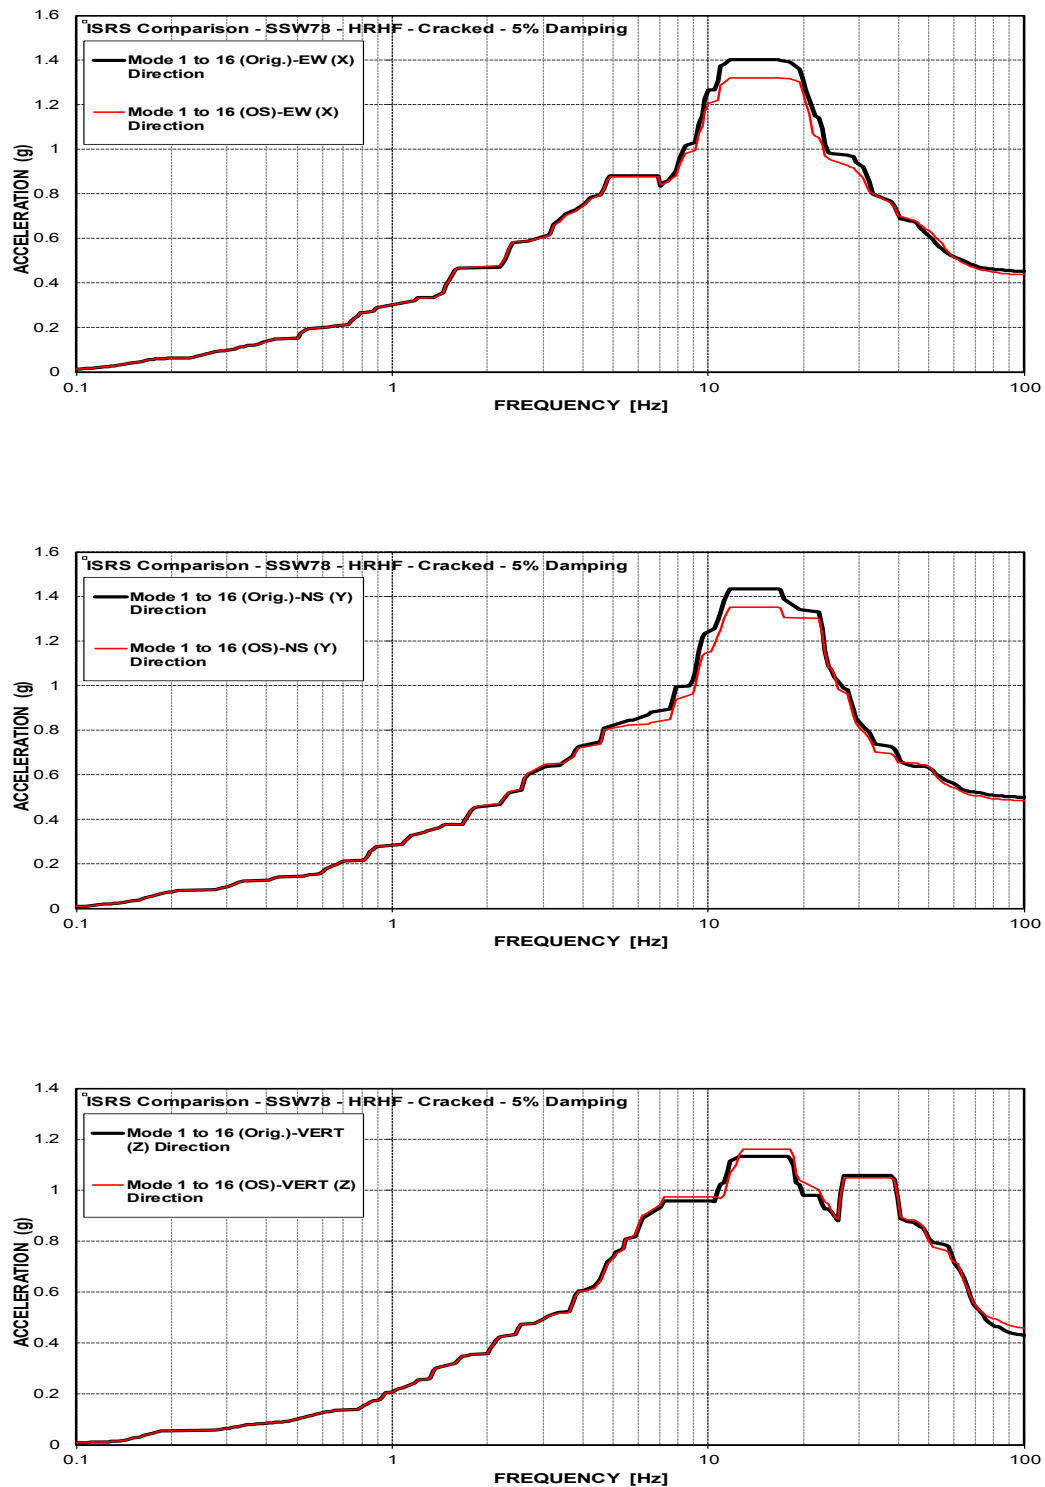 ISRS Comparison - SSW78 - HRHF - Cracked - 5% Damping
Mode 1 to 16 (Orig.)-EW (X)
Direction
Mode 1 to 16 (OS)-EW (X)
Direction
ACCELERATION (g)
1.6
1.4
1.2
1
0.8
0.6
0.4
0.2
0
0.1 1 10 100
FREQUENCY [Hz]
ISRS Comparison - SSW78 - HRHF - Cracked - 5% Damping
Mode 1 to 16 (Orig.)-NS (Y)
Direction
Mode 1 to 16 (OS)-NS (Y)
Direction
ACCELERATION (g)
1.6
1.4
1.2
1
0.8
0.6
0.4
0.2
0
0.1 1 10 100
FREQUENCY [Hz]
ISRS Comparison - SSW78 - HRHF - Cracked - 5% Damping
Mode 1 to 16 (Orig.)-VERT
(Z) Direction
Mode 1 to 16 (OS)-VERT (Z)
Direction
ACCELERATION (g)
1.4
1.2
1
0.8
0.6
0.4
0.2
0
0.1 1 10 100
FREQUENCY [Hz]